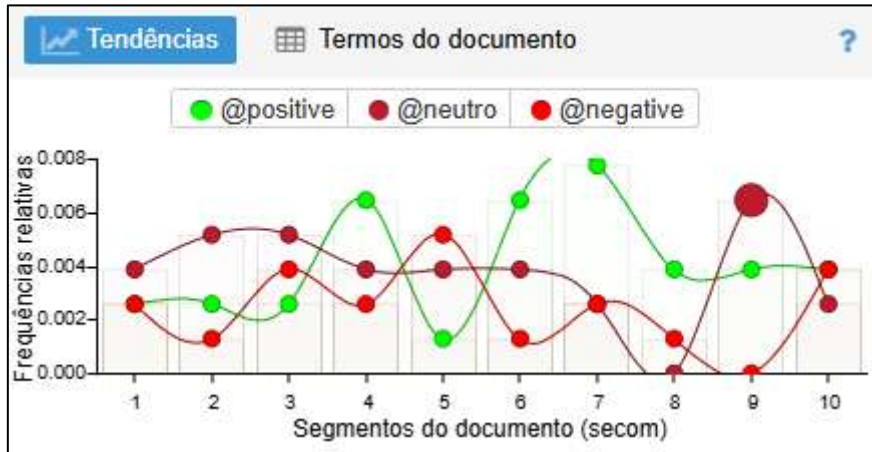 Tendências Termos do documento ?
@positive @neutro @negative
Frequências relativas
0.008
0.006
0.004
0.002
0.000
1 2 3 4 5 6 7 8 9 10
Segmentos do documento (secom)